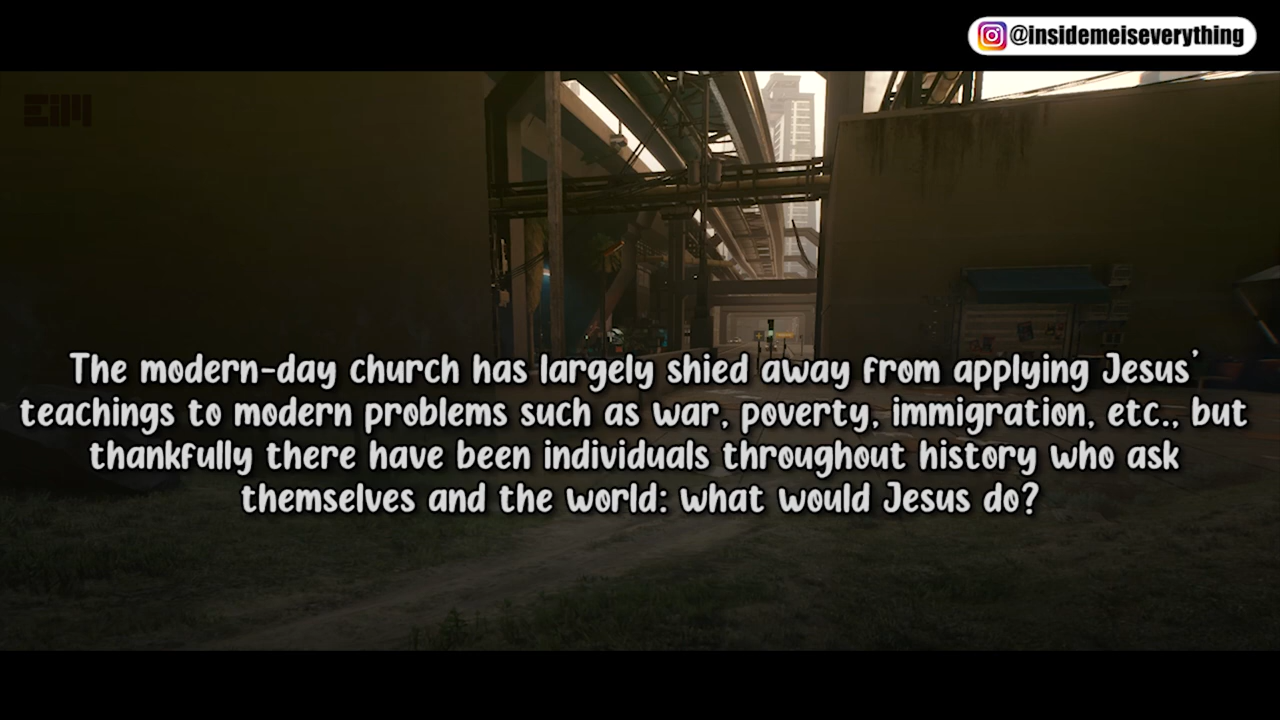 @insidemeiseverything
EiM
The modern-day church has largely shied away from applying Jesus'
teachings to modern problems such as war, poverty, immigration, etc., but
thankfully there have been individuals throughout history who ask
themselves and the world: what would Jesus do?